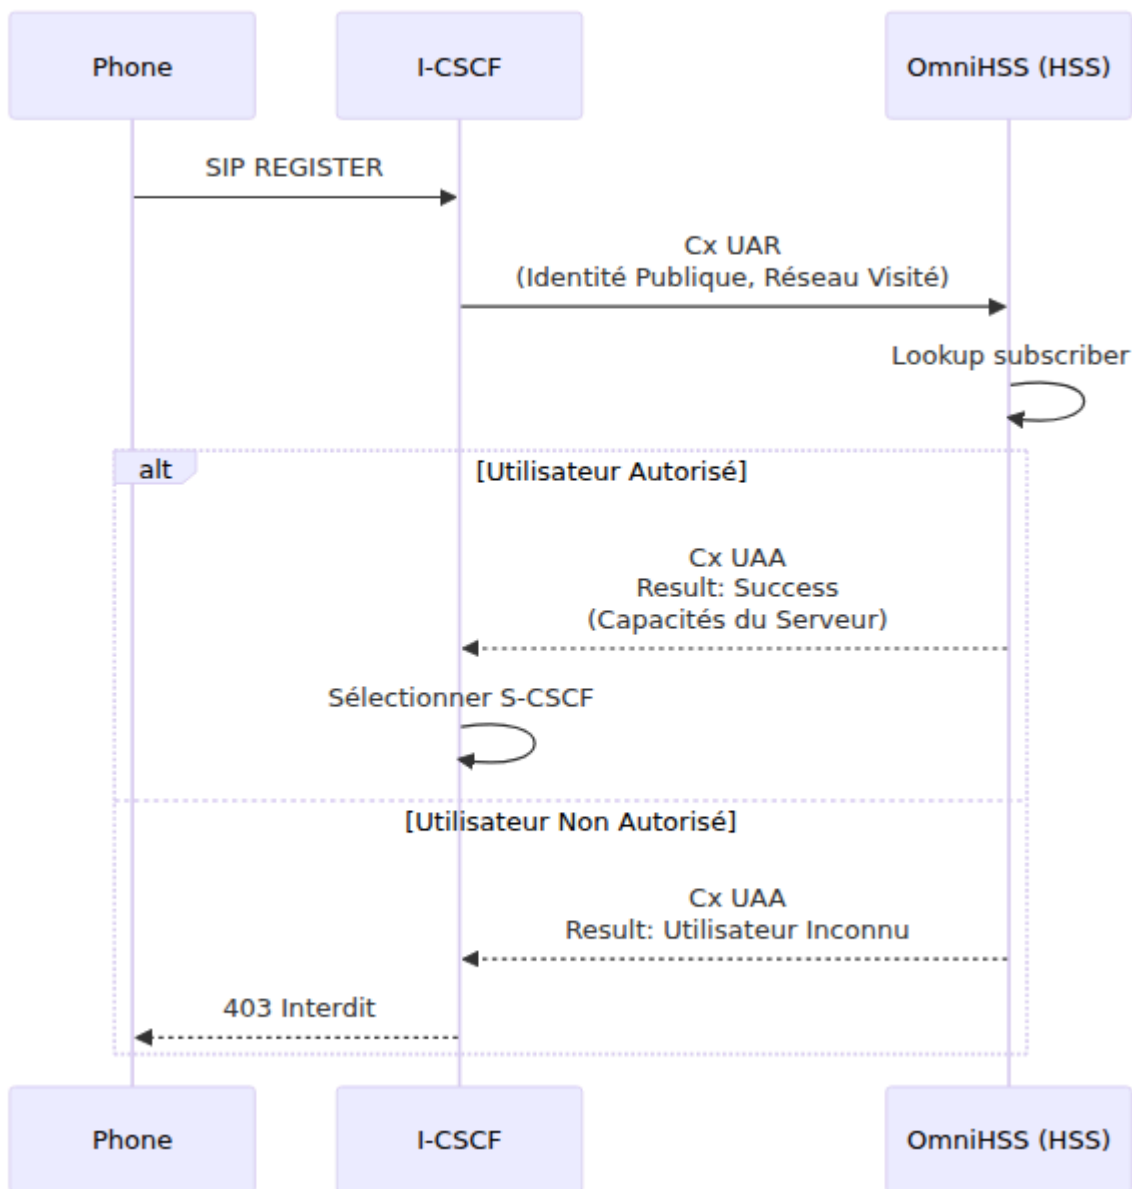 Phone
I-CSCF
OmniHSS (HSS)
SIP REGISTER
Cx UAR
(Identité Publique, Réseau Visité)
Lookup subscriber
alt
[Utilisateur Autorisé]
Cx UAA
Result: Success
(Capacités du Serveur)
Sélectionner S-CSCF
[Utilisateur Non Autorisé]
Cx UAA
Result: Utilisateur Inconnu
403 Interdit
Phone
I-CSCF
OmniHSS (HSS)